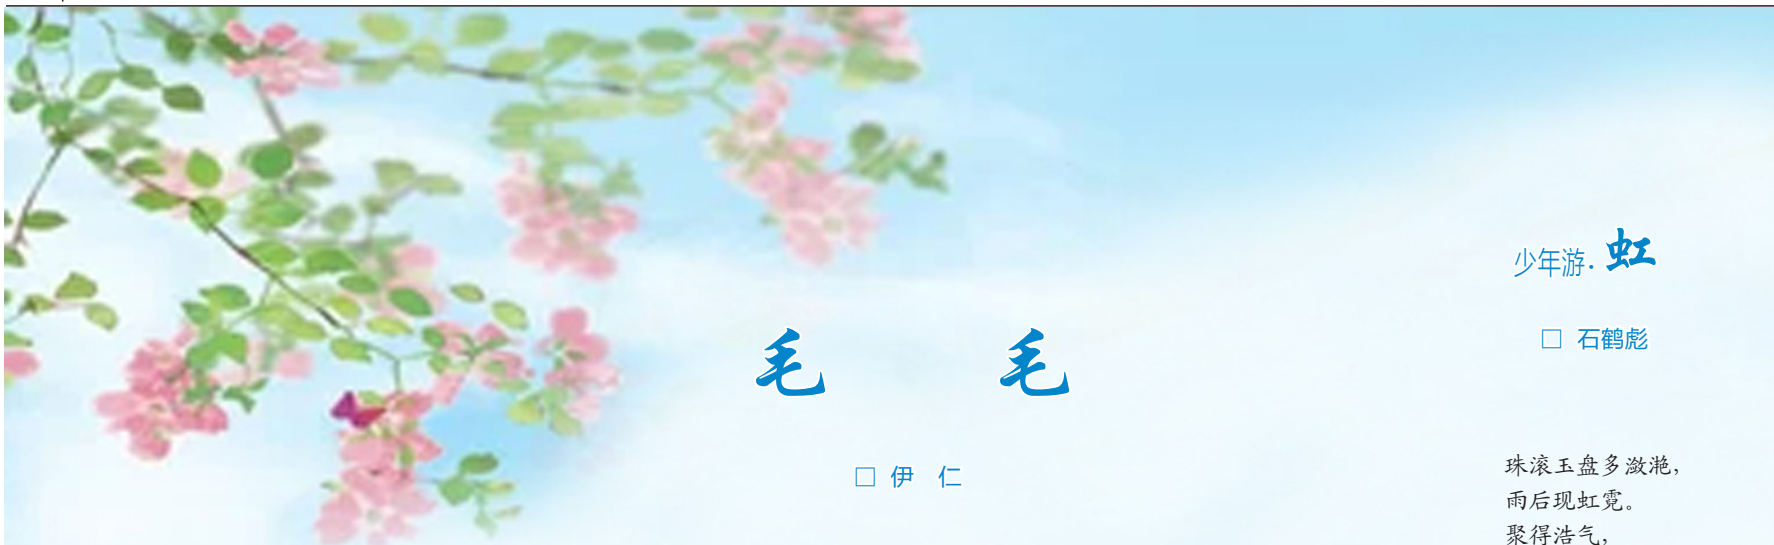 毛 毛
□ 伊 仁
少年游·虹
□ 石鹤彪
珠滚玉盘多潋滟，
雨后现虹霓。
聚得浩气，